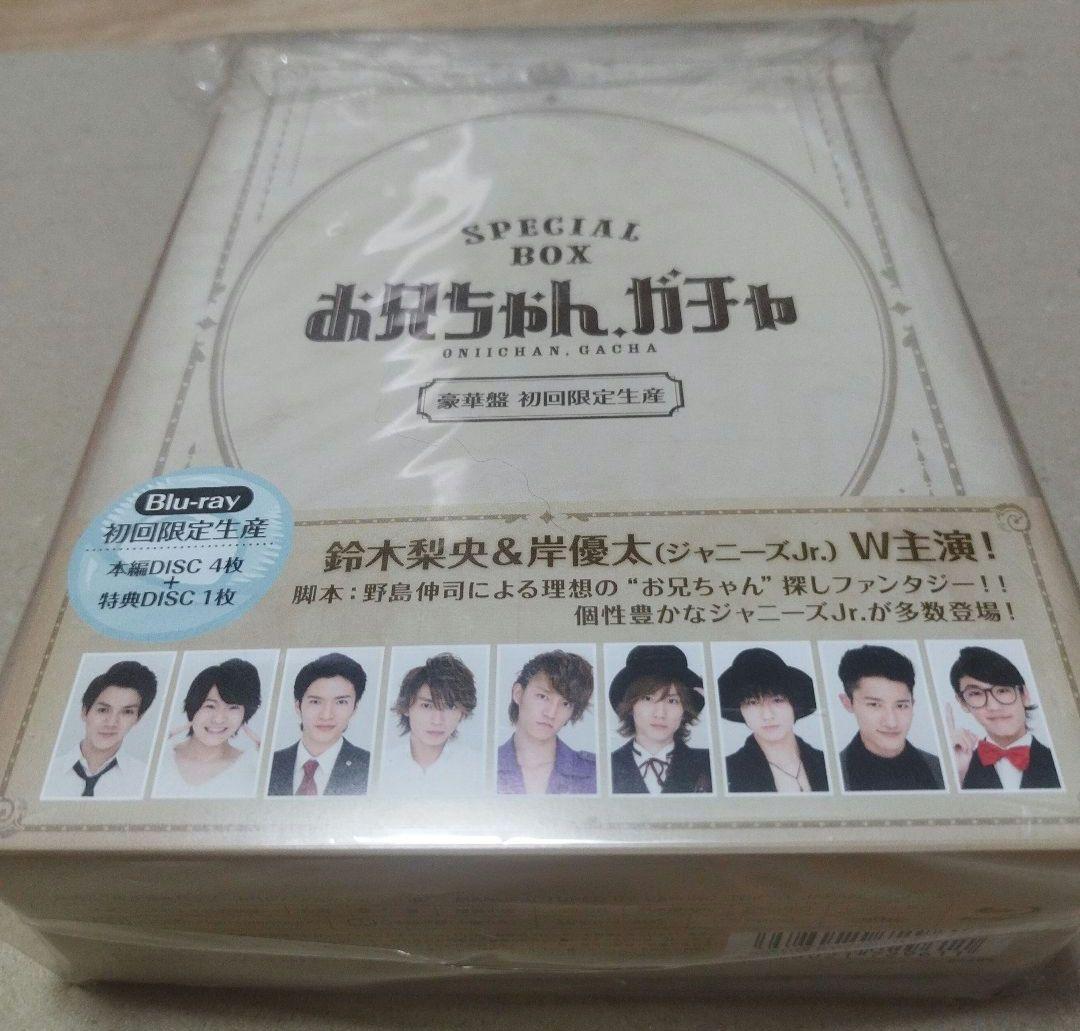 SPECIAL
BOX
お兄ちゃん、ガチャ
ONIICHAN, GACHA
豪華盤 初回限定生産
Blu-ray
初回限定生産
本編DISC 4枚
+
特典DISC 1枚
鈴木梨央&岸優太(ジャニーズJr.) W主演!
脚本:野島伸司による理想の“お兄ちゃん”探しファンタジー!!
個性豊かなジャニーズJr.が多数登場!